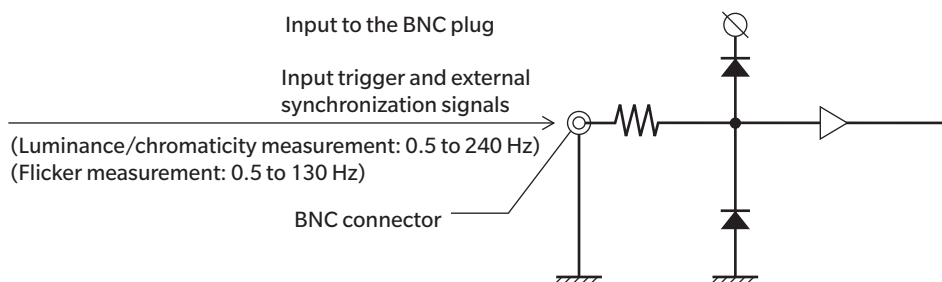 Input to the BNC plug
Input trigger and external
synchronization signals
(Luminance/chromaticity measurement: 0.5 to 240 Hz)
(Flicker measurement: 0.5 to 130 Hz)
BNC connector